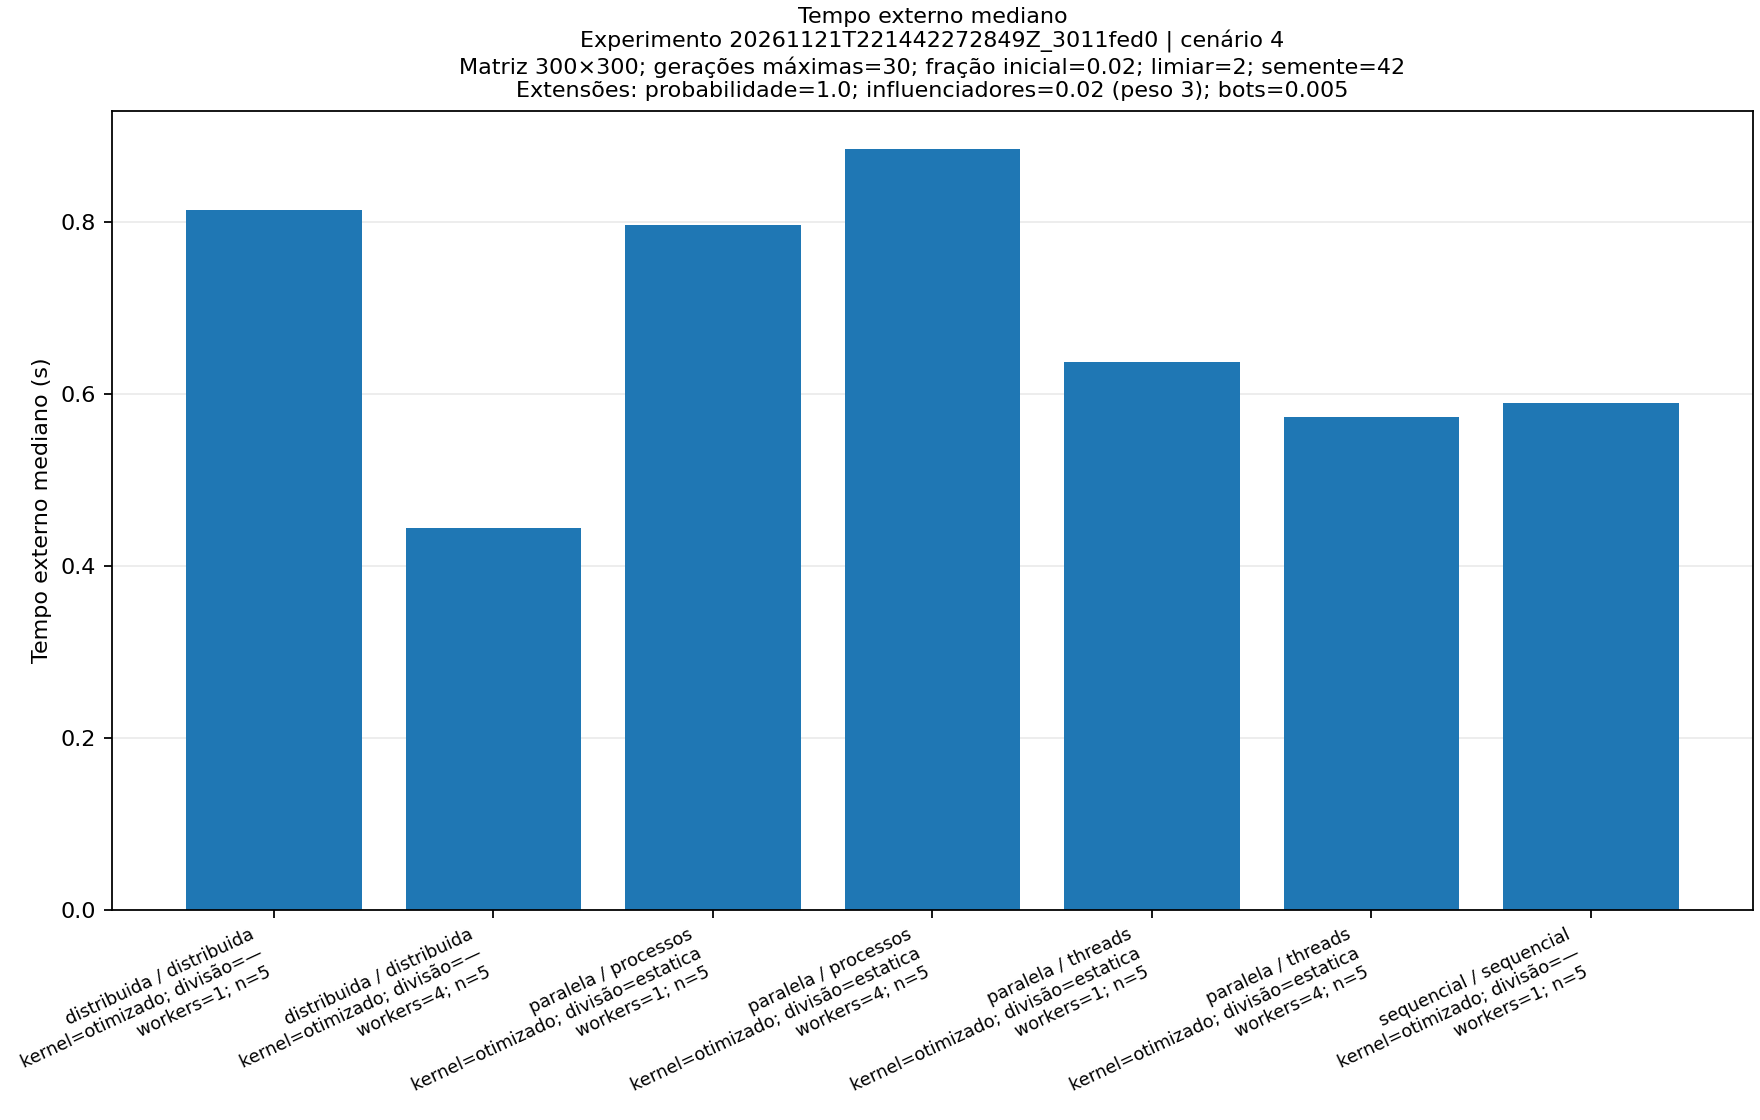 Tempo externo mediano
Experimento 20261121T221442272849Z_3011fed0 | cenário 4
Matriz 300×300; gerações máximas=30; fração inicial=0.02; limiar=2; semente=42
Extensões: probabilidade=1.0; influenciadores=0.02 (peso 3); bots=0.005
Tempo externo mediano (s)
0.8
0.6
0.4
0.2
0.0
distribuida / distribuida
kernel=otimizado; divisão=—
workers=1; n=5
distribuida / distribuida
kernel=otimizado; divisão=—
workers=4; n=5
paralela / processos
kernel=otimizado; divisão=estatica
workers=1; n=5
paralela / processos
kernel=otimizado; divisão=estatica
workers=4; n=5
paralela / threads
kernel=otimizado; divisão=estatica
workers=1; n=5
paralela / threads
kernel=otimizado; divisão=estatica
workers=4; n=5
sequencial / sequencial
kernel=otimizado; divisão=—
workers=1; n=5